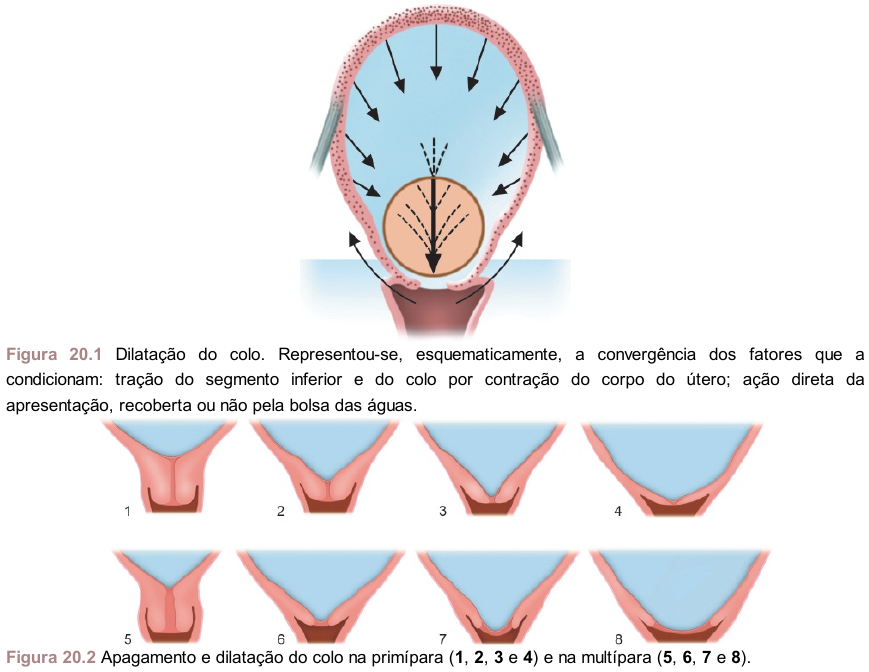 Figura 20.1 Dilatação do colo. Representou-se, esquematicamente, a convergência dos fatores que a
condicionam: tração do segmento inferior e do colo por contração do corpo do útero; ação direta da
apresentação, recoberta ou não pela bolsa das águas.
1 2 3 4
5 6 7 8
Figura 20.2 Apagamento e dilatação do colo na primípara (1, 2, 3 e 4) e na multípara (5, 6, 7 e 8).